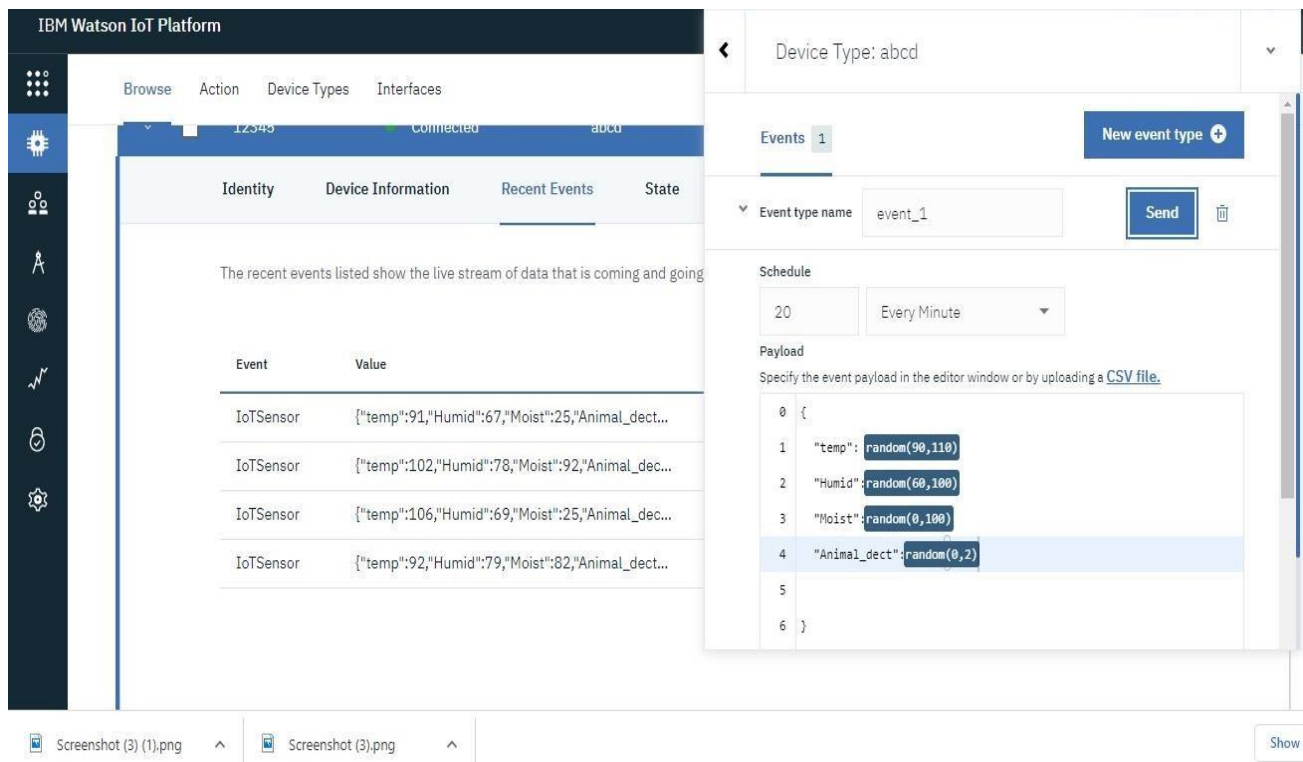 IBM Watson IoT Platform
Browse Action Device Types Interfaces
12345 Connected abcd
Identity Device Information Recent Events State
The recent events listed show the live stream of data that is coming and going
Event Value
IoTSensor {"temp":91,"Humid":67,"Moist":25,"Animal_dect...
IoTSensor {"temp":102,"Humid":78,"Moist":92,"Animal_dec...
IoTSensor {"temp":106,"Humid":69,"Moist":25,"Animal_dec...
IoTSensor {"temp":92,"Humid":79,"Moist":82,"Animal_dect...
Device Type: abcd
Events 1 New event type
Event type name event_1 Send
Schedule
20 Every Minute
Payload
Specify the event payload in the editor window or by uploading a CSV file.
0 {
1 "temp": random(90,110)
2 "Humid":random(60,100)
3 "Moist":random(0,100)
4 "Animal_dect":random(0,2)
5
6 }
Screenshot (3) (1).png Screenshot (3).png Show